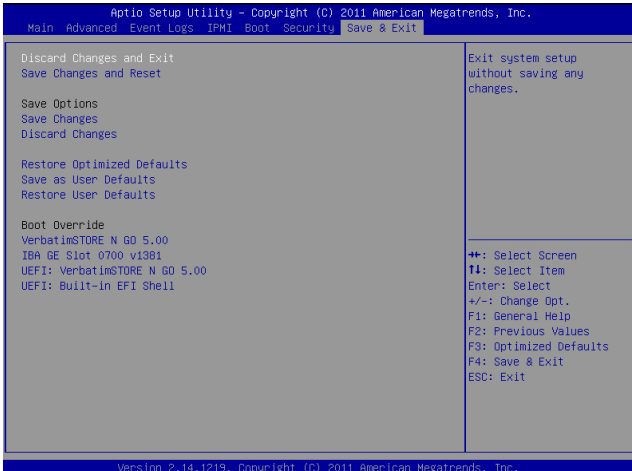 Aptio Setup Utility – Copyright (C) 2011 American Megatrends, Inc.
Main Advanced Event Logs IPMI Boot Security Save & Exit
Discard Changes and Exit
Save Changes and Reset
Save Options
Save Changes
Discard Changes
Restore Optimized Defaults
Save as User Defaults
Restore User Defaults
Boot Override
VerbatimSTORE N GO 5.00
IBA GE Slot 0700 v1381
UEFI: VerbatimSTORE N GO 5.00
UEFI: Built-in EFI Shell
Exit system setup
without saving any
changes.
→←: Select Screen
↑↓: Select Item
Enter: Select
+/-: Change Opt.
F1: General Help
F2: Previous Values
F3: Optimized Defaults
F4: Save & Exit
ESC: Exit
Version 2.14.1219. Copyright (C) 2011 American Megatrends, Inc.